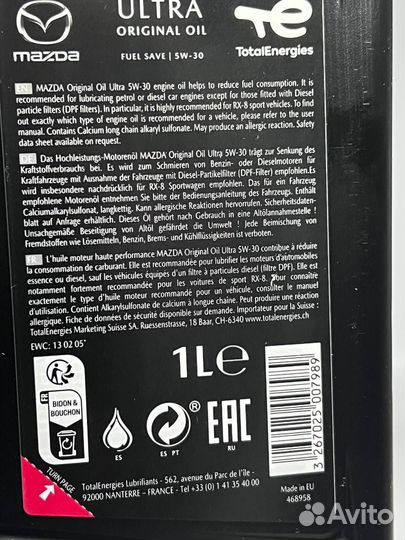 ULTRA
ORIGINAL OIL
mazda
FUEL SAVE | 5W-30
TotalEnergies
EN MAZDA Original Oil Ultra 5W-30 engine oil helps to reduce fuel consumption. It is
recommended for lubricating petrol or diesel car engines except for those fitted with Diesel
particle filters (DPF filters). In particular, it is highly recommended for RX-8 sport vehicles. To find
out exactly which type of engine oil is recommended for a vehicle, please refer to the user
manual. Contains Calcium long chain alkaryl sulfonate. May produce an allergic reaction. Safety
data sheet available on request.
DE Das Hochleistungs-Motorenöl MAZDA Original Oil Ultra 5W-30 trägt zur Senkung des
Kraftstoffverbrauchs bei. Es wird zum Schmieren von Benzin- oder Dieselmotoren für
Kraftfahrzeuge mit Ausnahme der Fahrzeuge mit Diesel-Partikelfilter (DPF-Filter) empfohlen. Es
wird insbesondere nachdrücklich für RX-8 Sportwagen empfohlen. Das für ein Fahrzeug
empfohlene Motorenöl entnehmen Sie bitte der Bedienungsanleitung des Fahrzeugs. Enthält
Calciumalkarylsulfonat, langkettig. Kann allergische Reaktionen hervorrufen. Sicherheitsdaten-
blatt auf Anfrage erhältlich. Dieses Öl gehört nach Gebrauch in eine Altölannahmestelle !
Unsachgemäße Beseitigung von Altöl gefährdet die Umwelt ! Jede Beimischung von
Fremdstoffen wie Lösemitteln, Benzin, Brems- und Kühlflüssigkeiten ist verboten.
FR L'huile moteur haute performance MAZDA Original Oil Ultra 5W-30 contribue à réduire
la consommation de carburant. Elle est recommandée pour lubrifier les moteurs d'automobiles
essence ou diesel, sauf les véhicules équipés d'un filtre à particules diesel (filtre DPF). Elle est
particulièrement recommandée pour les voitures de sport RX-8. Pour connaître
exactement le type d'huile moteur recommandé pour un véhicule, consulter le manuel
d'utilisation. Contient Sulfonate alkarylique de calcium à longue chaine. Peut produire une réaction
allergique. Fiche de données de sécurité disponible sur demande. Importateur pour la Suisse :
TotalEnergies Marketing Suisse SA. Ruessenstrasse, 18 Baar, CH-6340 www.totalenergies.ch
EWC: 13 02 05*
1L℮
FR
BIDON &
BOUCHON
ES
ES PT
EAC
RU
3 267025 007989
TURN PAGE
TotalEnergies Lubrifiants - 562, avenue du Parc de l'île -
92000 NANTERRE - FRANCE - Tel. +33 (0) 1 41 35 40 00
Made in EU
468958
Avito